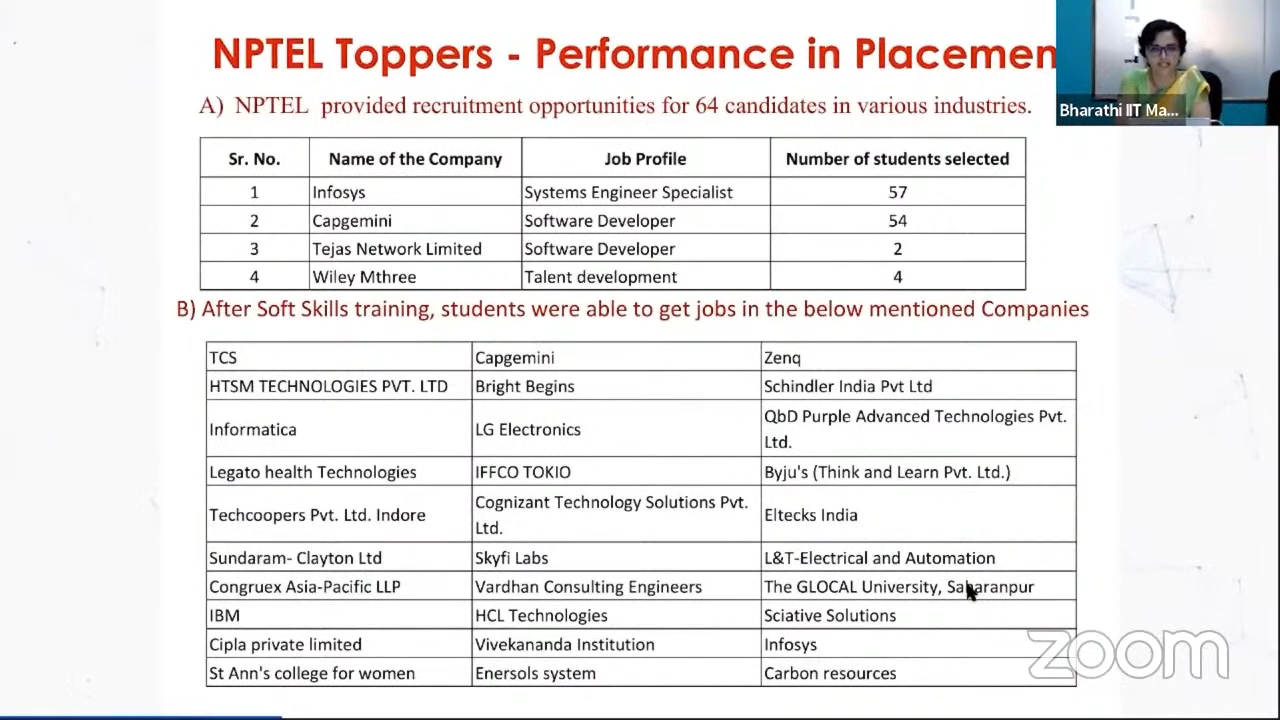 NPTEL Toppers - Performance in Placemen
Bharathi IIT Ma...
A) NPTEL provided recruitment opportunities for 64 candidates in various industries.
Sr. No. Name of the Company Job Profile Number of students selected
1 Infosys Systems Engineer Specialist 57
2 Capgemini Software Developer 54
3 Tejas Network Limited Software Developer 2
4 Wiley Mthree Talent development 4
B) After Soft Skills training, students were able to get jobs in the below mentioned Companies
TCS Capgemini Zenq
HTSM TECHNOLOGIES PVT. LTD Bright Begins Schindler India Pvt Ltd
Informatica LG Electronics QbD Purple Advanced Technologies Pvt.
Ltd.
Legato health Technologies IFFCO TOKIO Byju's (Think and Learn Pvt. Ltd.)
Techcoopers Pvt. Ltd. Indore Cognizant Technology Solutions Pvt.
Ltd. Eltecks India
Sundaram- Clayton Ltd Skyfi Labs L&T-Electrical and Automation
Congruex Asia-Pacific LLP Vardhan Consulting Engineers The GLOCAL University, Saharanpur
IBM HCL Technologies Sciative Solutions
Cipla private limited Vivekananda Institution Infosys
St Ann's college for women Enersols system Carbon resources
zoom